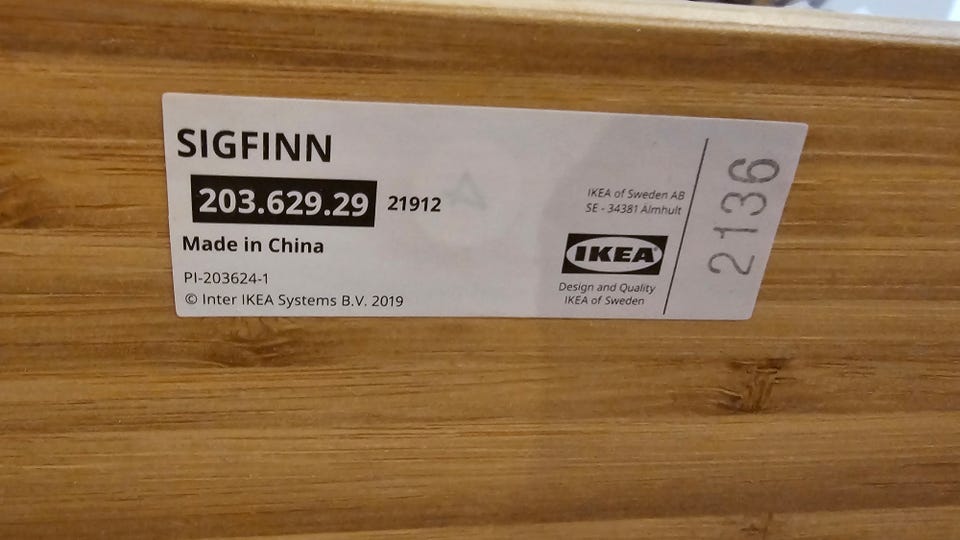 SIGFINN
203.629.29 21912
Made in China
PI-203624-1
© Inter IKEA Systems B.V. 2019
IKEA of Sweden AB
SE - 34381 Älmhult
IKEA
Design and Quality
IKEA of Sweden
2136